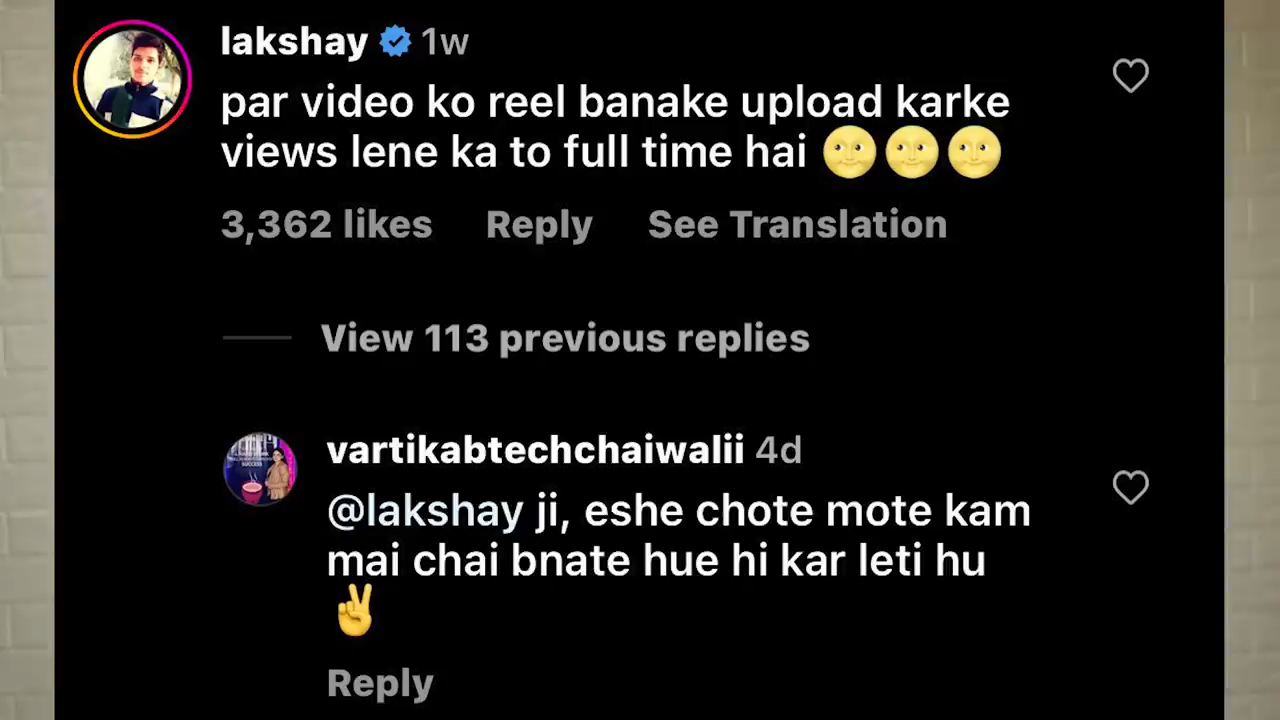 lakshay 1w
par video ko reel banake upload karke
views lene ka to full time hai 🌝🌝🌝
3,362 likes Reply See Translation
View 113 previous replies
SUCCESS
vartikabtechchaiwalii 4d
@lakshay ji, eshe chote mote kam
mai chai bnate hue hi kar leti hu
✌️
Reply